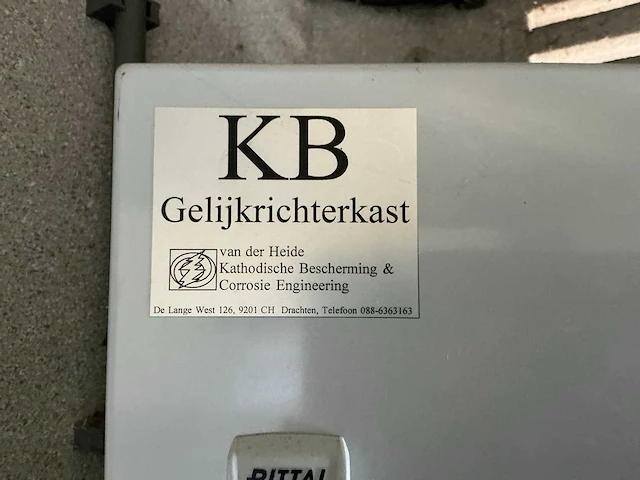 KB
Gelijkrichterkast
van der Heide
Kathodische Bescherming &
Corrosie Engineering
De Lange West 126, 9201 CH Drachten, Telefoon 088-6363163
RITTAL